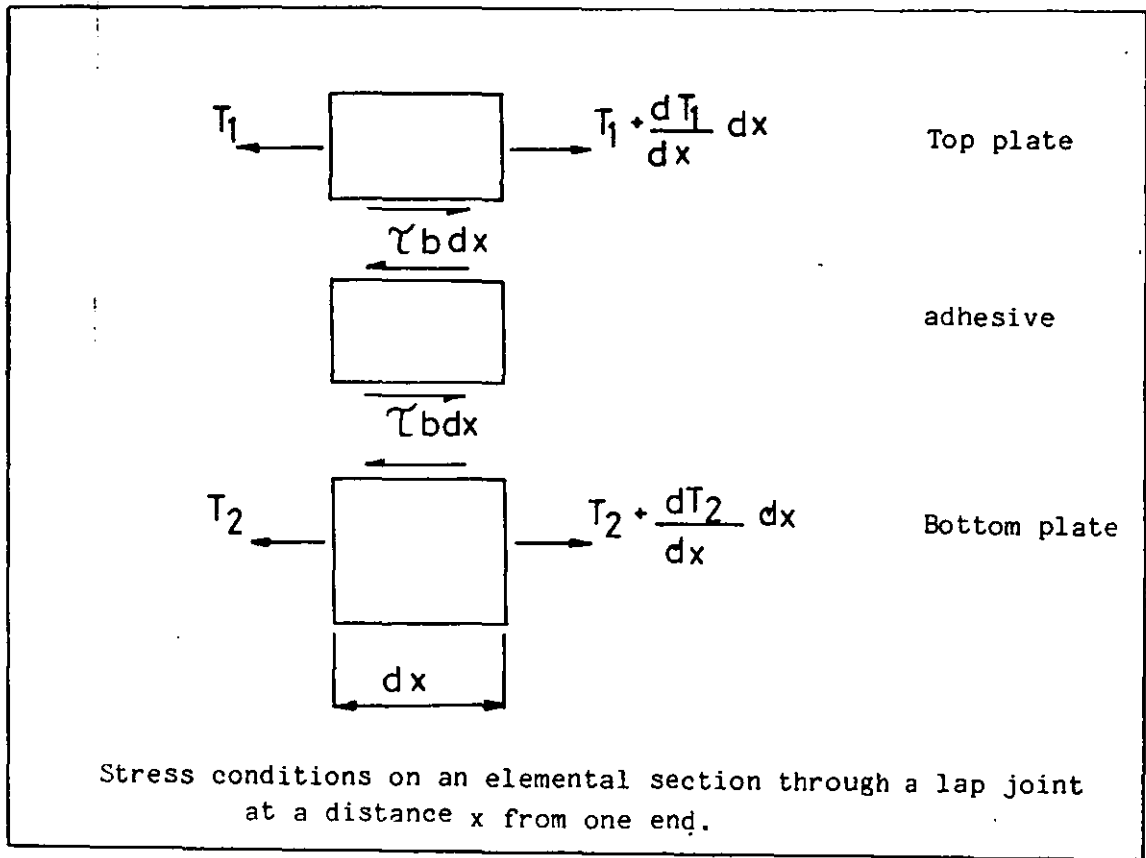 T₁ T₁ + dT₁/dx dx Top plate
τbdx
adhesive
τbdx
T₂ T₂ + dT₂/dx dx Bottom plate
dx
Stress conditions on an elemental section through a lap joint
at a distance x from one end.